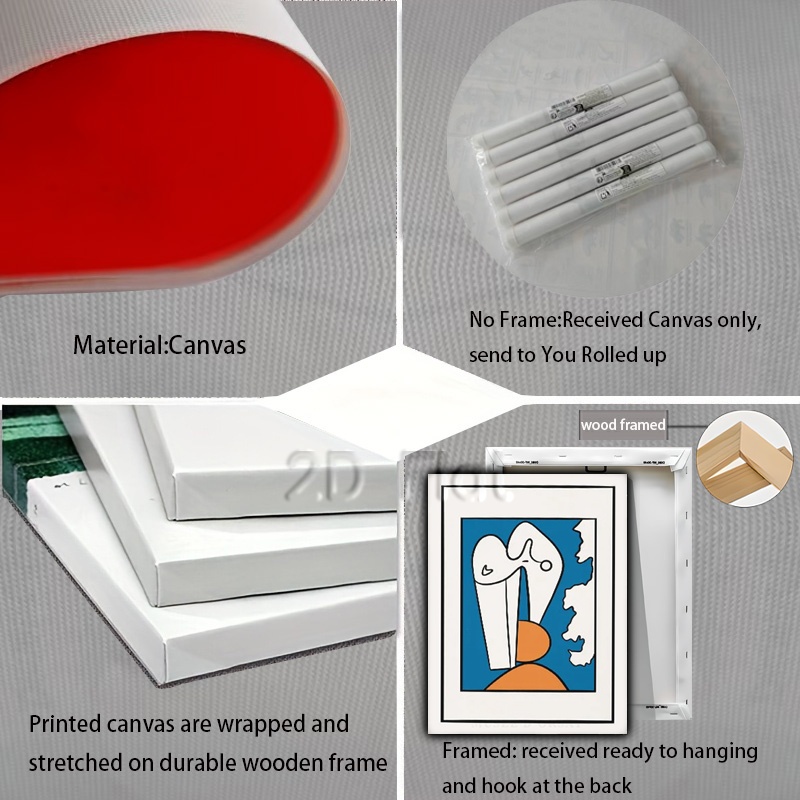 Material:Canvas
No Frame:Received Canvas only,
send to You Rolled up
2D Flat
wood framed
Printed canvas are wrapped and
stretched on durable wooden frame
Framed: received ready to hanging
and hook at the back